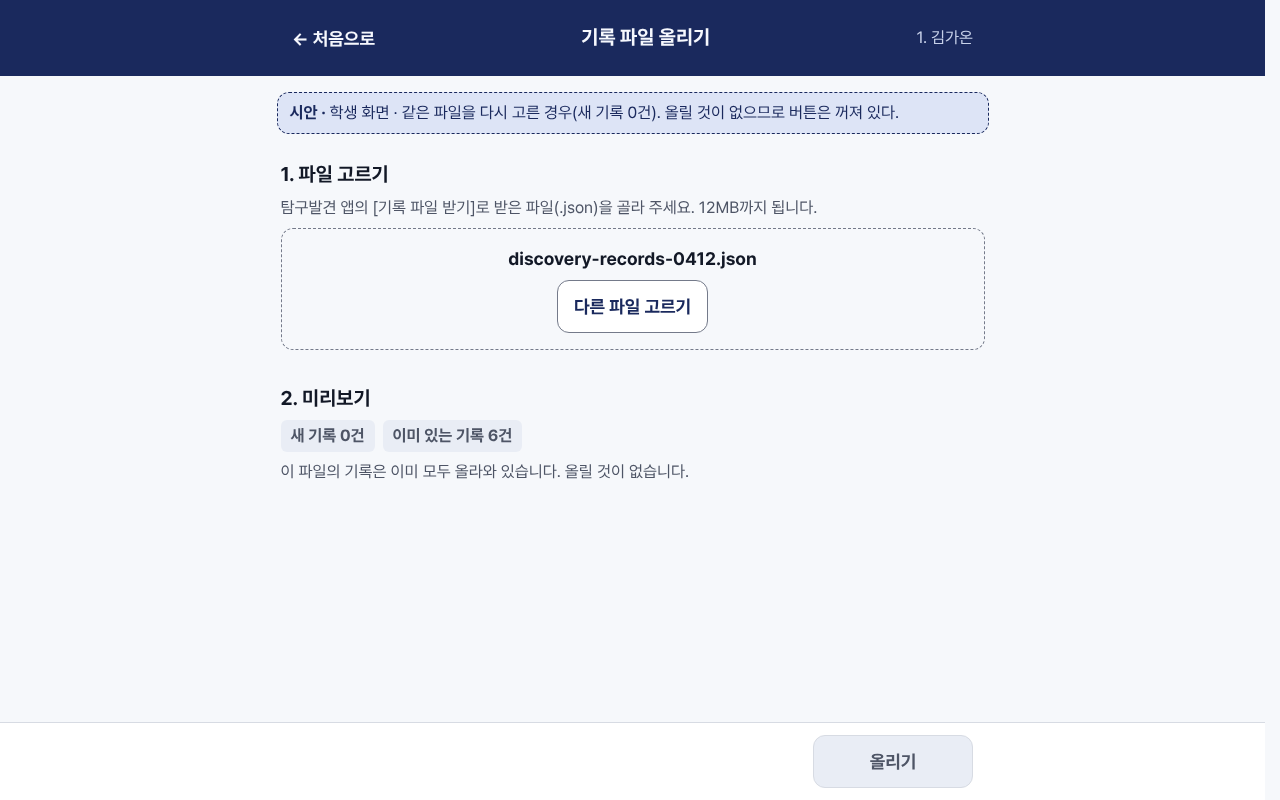 ← 처음으로
기록 파일 올리기
1. 김가온
시안 · 학생 화면 · 같은 파일을 다시 고른 경우(새 기록 0건). 올릴 것이 없으므로 버튼은 꺼져 있다.
1. 파일 고르기
탐구발견 앱의 [기록 파일 받기]로 받은 파일(.json)을 골라 주세요. 12MB까지 됩니다.
discovery-records-0412.json
다른 파일 고르기
2. 미리보기
새 기록 0건
이미 있는 기록 6건
이 파일의 기록은 이미 모두 올라와 있습니다. 올릴 것이 없습니다.
올리기